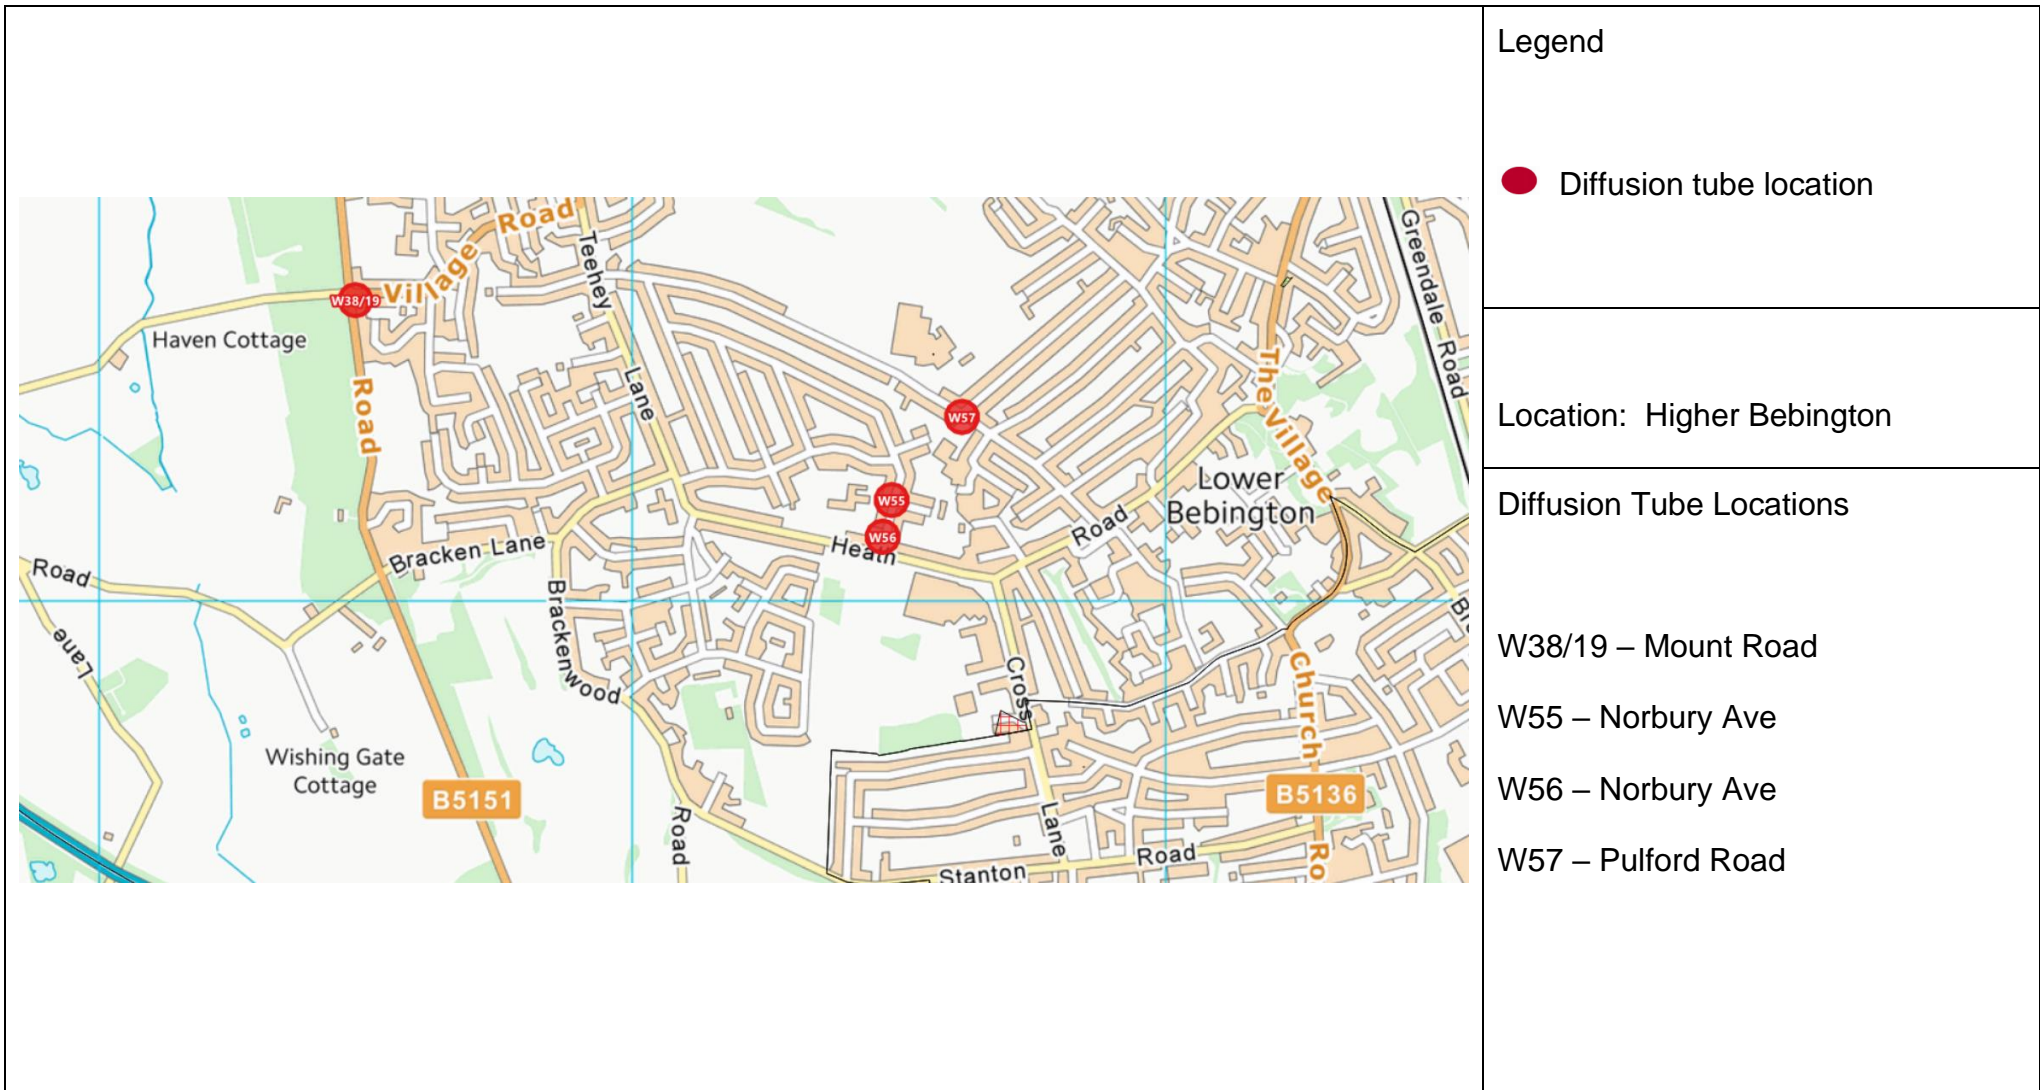 Legend
Diffusion tube location
Location: Higher Bebington
Diffusion Tube Locations
W38/19 – Mount Road
W55 – Norbury Ave
W56 – Norbury Ave
W57 – Pulford Road
Village Road
Teehey
Lane
W38/19
Haven Cottage
Road
Greendale Road
The Village
W57
W55
W56
Lower
Bebington
Heath
Road
Bracken Lane
Road
Lane
Brackenwood
Road
Cross
Lane
Church
Ro
Wishing Gate
Cottage
B5151
B5136
Stanton
Road